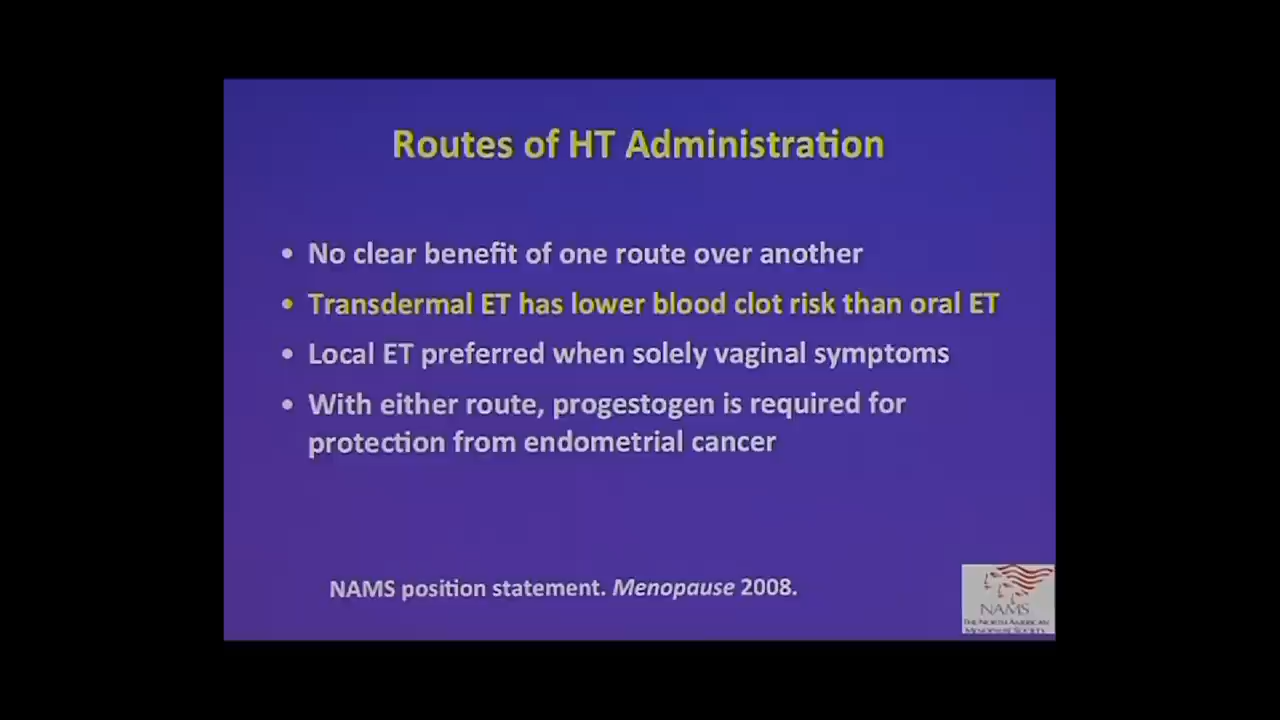 Routes of HT Administration
• No clear benefit of one route over another
• Transdermal ET has lower blood clot risk than oral ET
• Local ET preferred when solely vaginal symptoms
• With either route, progestogen is required for
protection from endometrial cancer
NAMS position statement. Menopause 2008.
NAMS
THE NORTH AMERICAN
MENOPAUSE SOCIETY